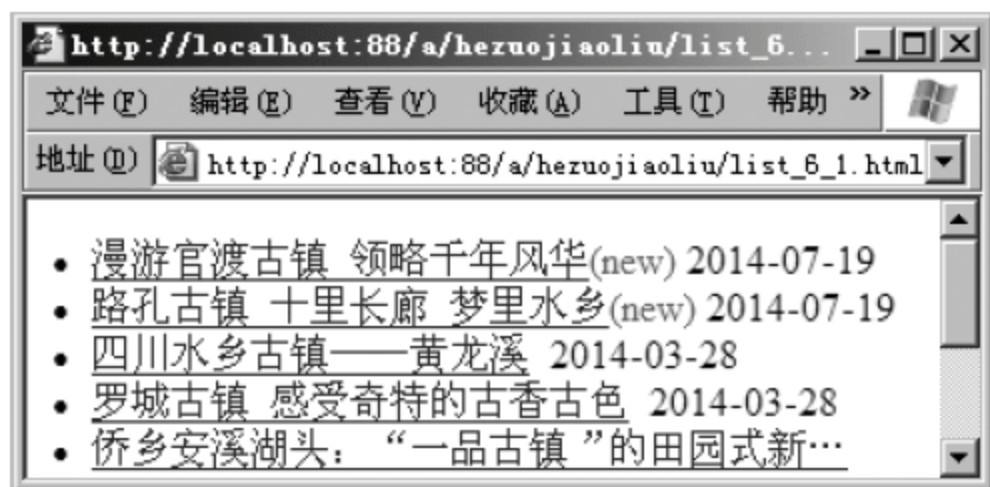 http://localhost:88/a/hezuojiaoliu/list_6...
文件(F) 编辑(E) 查看(V) 收藏(A) 工具(T) 帮助 »
地址(D) http://localhost:88/a/hezuojiaoliu/list_6_1.html
• 漫游官渡古镇 领略千年风华(new) 2014-07-19
• 路孔古镇 十里长廊 梦里水乡(new) 2014-07-19
• 四川水乡古镇——黄龙溪 2014-03-28
• 罗城古镇 感受奇特的古香古色 2014-03-28
• 侨乡安溪湖头：“一品古镇 ”的田园式新…